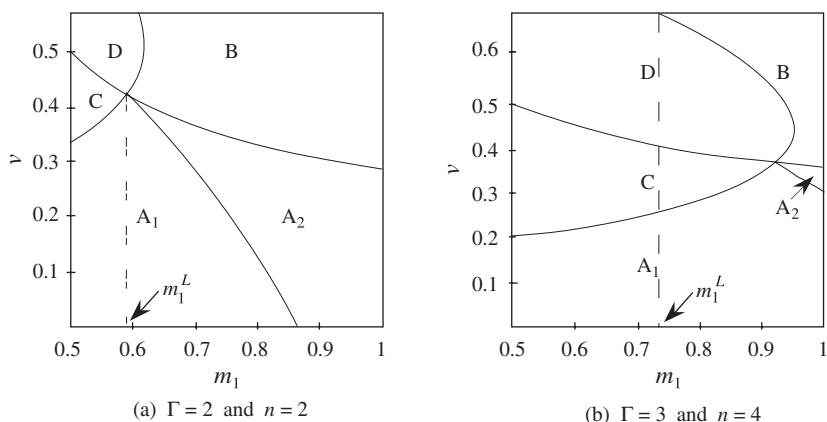 D
B
0.5
C
0.4
v
0.3
A₁
A₂
0.2
0.1
m₁ᴸ
0.5
0.6
0.7
0.8
0.9
1
m₁
(a) Γ = 2 and n = 2
0.6
D
B
0.5
0.4
v
C
0.3
A₂
0.2
A₁
m₁ᴸ
0.1
0.5
0.6
0.7
0.8
0.9
1
m₁
(b) Γ = 3 and n = 4